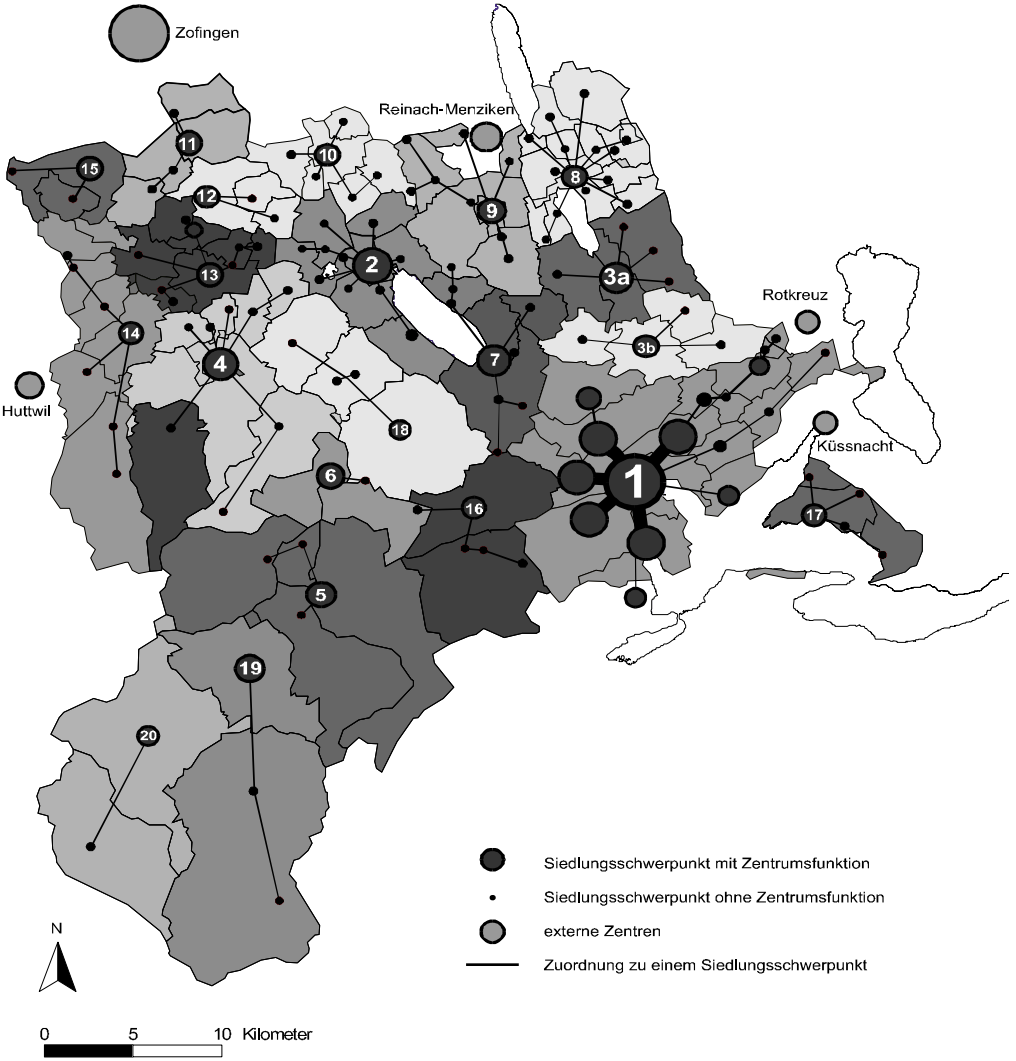 Zofingen
Reinach-Menziken
11
10
15
8
12
9
2
13
3a
Rotkreuz
14
3b
7
4
Huttwil
18
Küssnacht
6
1
16
17
5
19
20
Siedlungsschwerpunkt mit Zentrumsfunktion
Siedlungsschwerpunkt ohne Zentrumsfunktion
externe Zentren
N
Zuordnung zu einem Siedlungsschwerpunkt
0 5 10 Kilometer